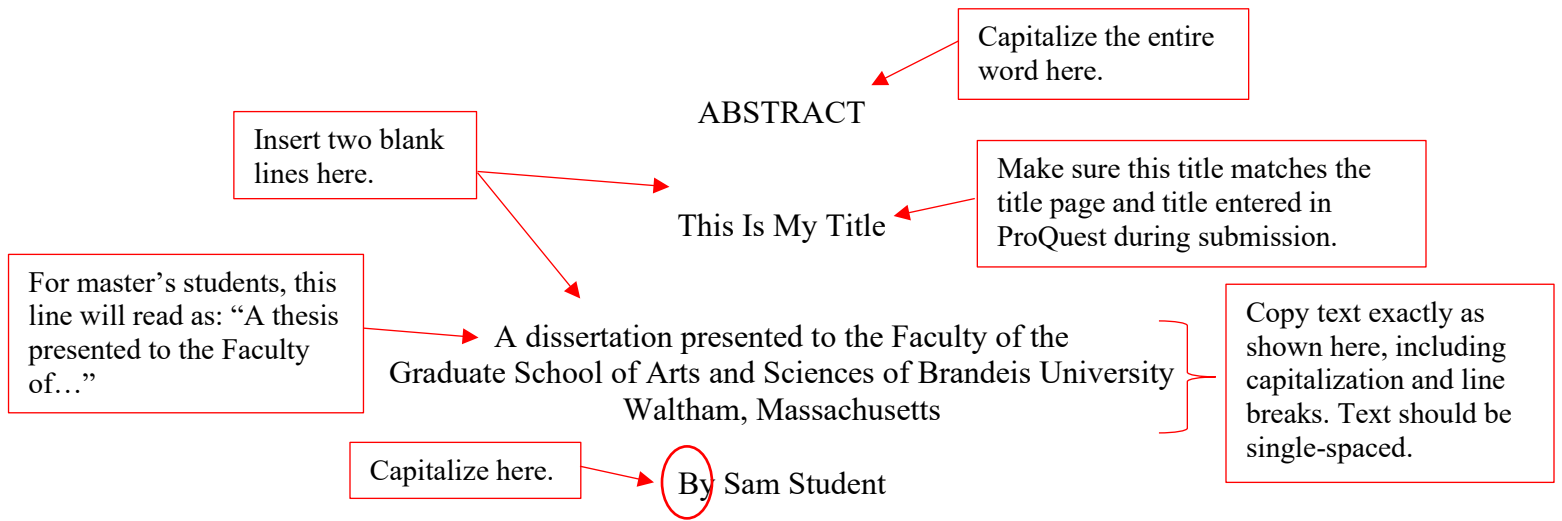 Capitalize the entire
word here.
ABSTRACT
Insert two blank
lines here.
Make sure this title matches the
title page and title entered in
ProQuest during submission.
This Is My Title
For master’s students, this
line will read as: “A thesis
presented to the Faculty
of…”
A dissertation presented to the Faculty of the
Graduate School of Arts and Sciences of Brandeis University
Waltham, Massachusetts
Copy text exactly as
shown here, including
capitalization and line
breaks. Text should be
single-spaced.
Capitalize here.
By Sam Student